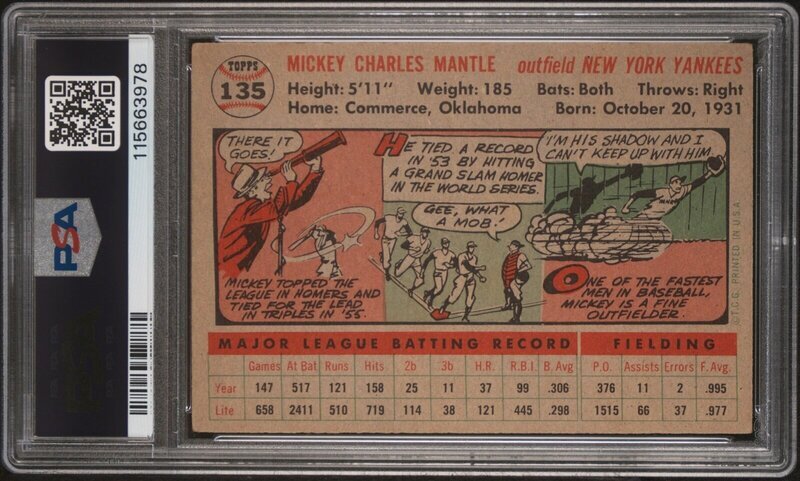 115663978
PSA
TOPPS
135
MICKEY CHARLES MANTLE outfield NEW YORK YANKEES
Height: 5'11" Weight: 185 Bats: Both Throws: Right
Home: Commerce, Oklahoma Born: October 20, 1931
THERE IT
GOES!
MICKEY TOPPED THE
LEAGUE IN HOMERS AND
TIED FOR THE LEAD
IN TRIPLES IN '55.
HE TIED A RECORD
IN '53 BY HITTING
A GRAND SLAM HOMER
IN THE WORLD SERIES.
GEE, WHAT
A MOB!
I'M HIS SHADOW AND I
CAN'T KEEP UP WITH HIM
ONE OF THE FASTEST
MEN IN BASEBALL,
MICKEY IS A FINE
OUTFIELDER.
© T.C.G. PRINTED IN U.S.A.
MAJOR LEAGUE BATTING RECORD FIELDING
Games At Bat Runs Hits 2b 3b H.R. R.B.I. B. Avg P.O. Assists Errors F. Avg.
Year 147 517 121 158 25 11 37 99 .306 376 11 2 .995
Life 658 2411 510 719 114 38 121 445 .298 1515 66 37 .977